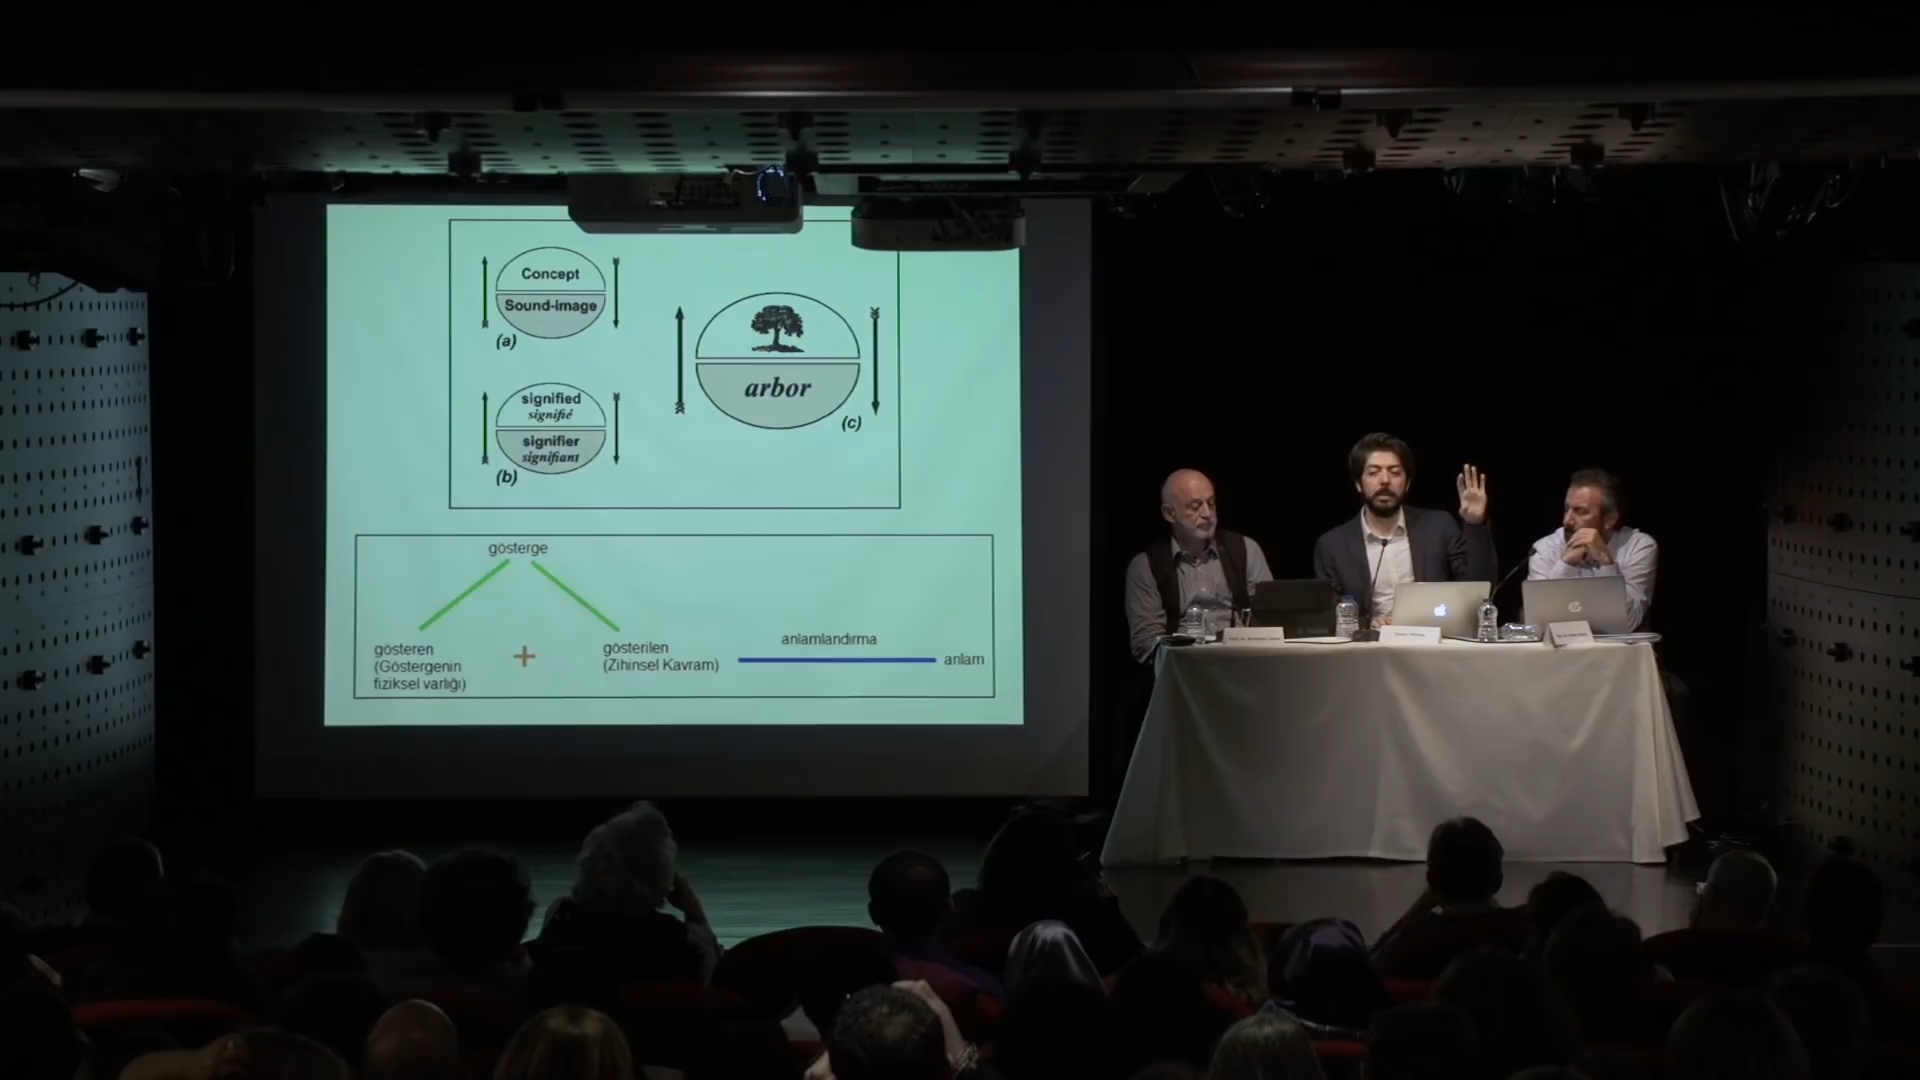 Concept
Sound-image
(a)
signified
signifié
signifier
signifiant
(b)
arbor
(c)
gösterge
gösteren
(Göstergenin
fiziksel varlığı)
+
gösterilen
(Zihinsel Kavram)
anlamlandırma
anlam